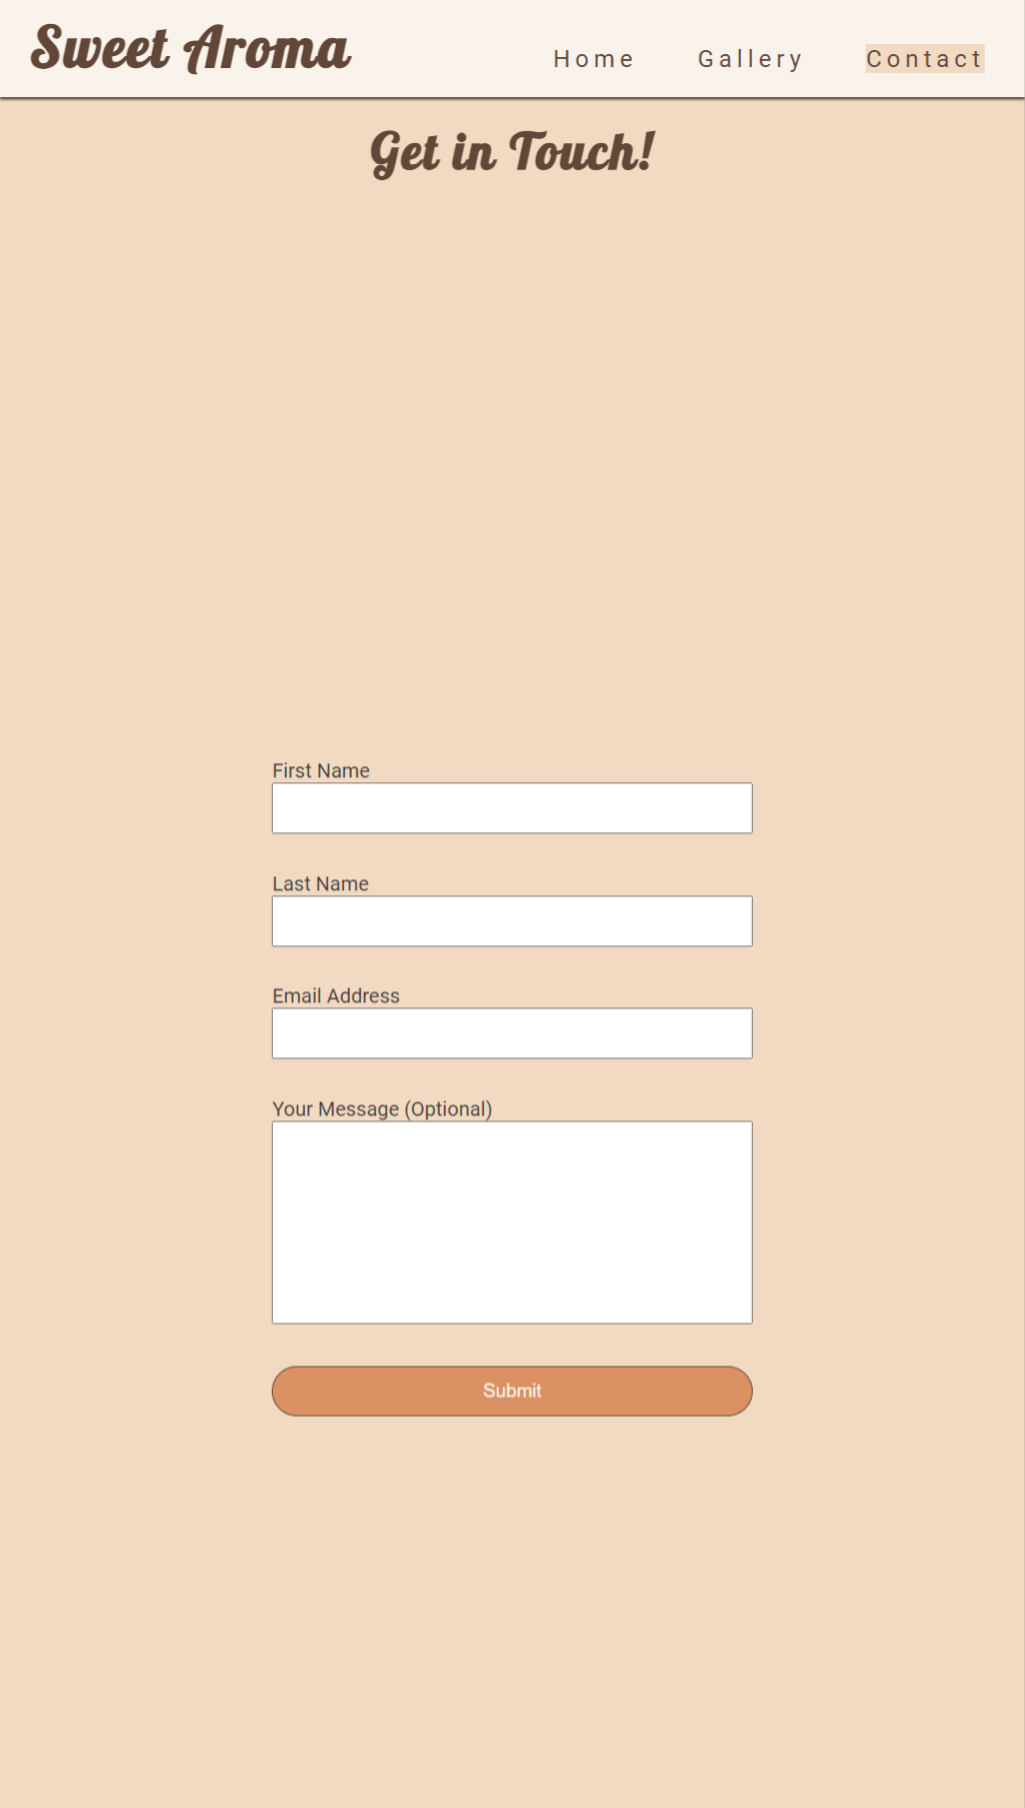 Sweet Aroma
Home Gallery Contact
Get in Touch!
First Name
Last Name
Email Address
Your Message (Optional)
Submit